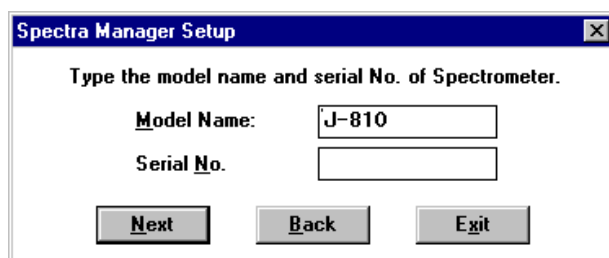 Spectra Manager Setup
Type the model name and serial No. of Spectrometer.
Model Name: J-810
Serial No.
Next Back Exit